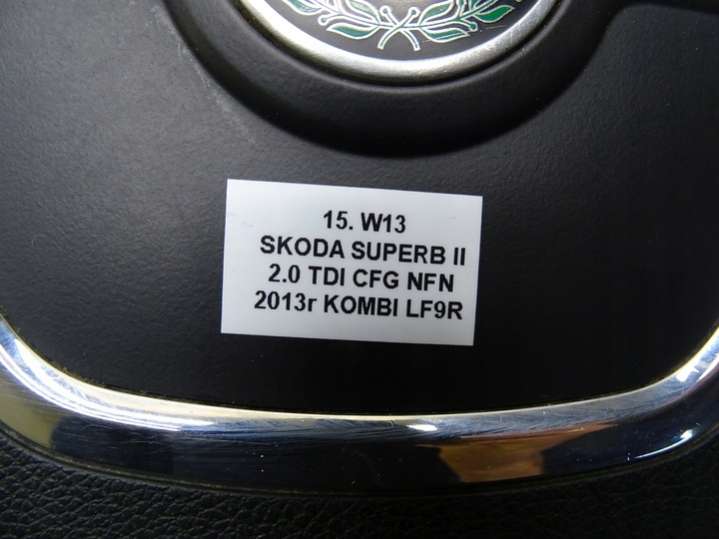 15. W13
SKODA SUPERB II
2.0 TDI CFG NFN
2013r KOMBI LF9R